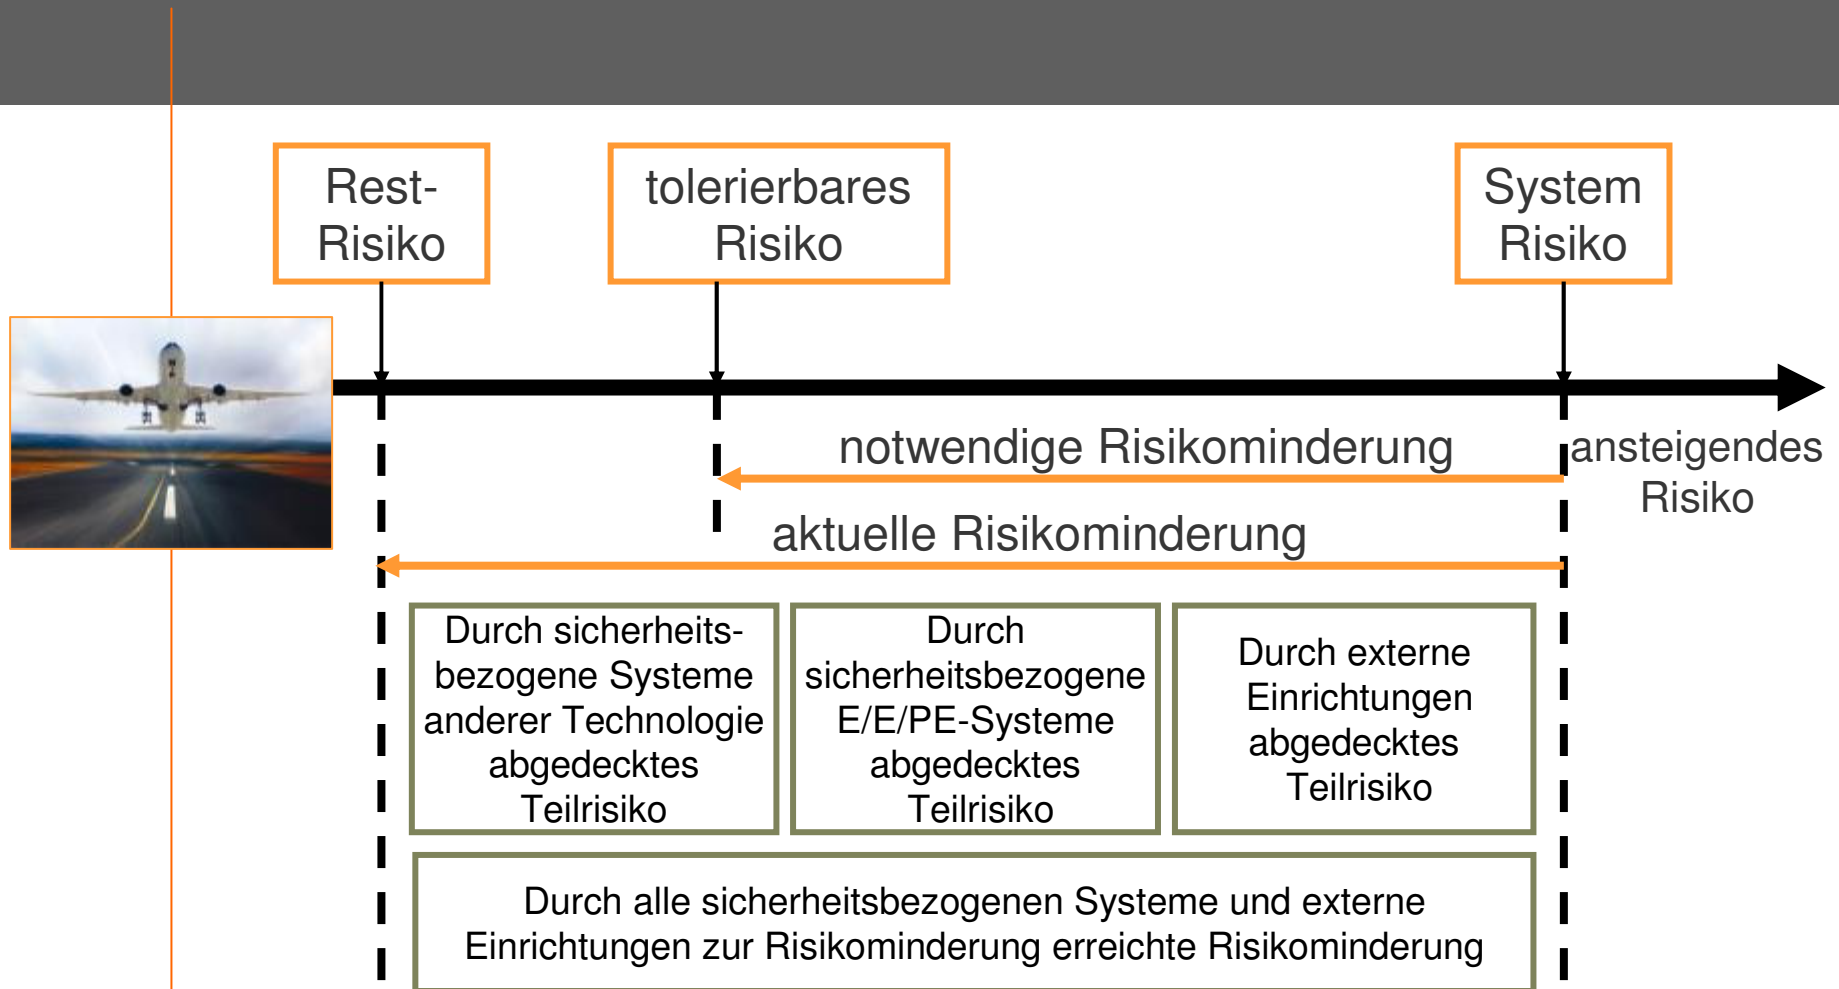 Rest-
Risiko
tolerierbares
Risiko
System
Risiko
notwendige Risikominderung
ansteigendes
Risiko
aktuelle Risikominderung
Durch sicherheits-
bezogene Systeme
anderer Technologie
abgedecktes
Teilrisiko
Durch
sicherheitsbezogene
E/E/PE-Systeme
abgedecktes
Teilrisiko
Durch externe
Einrichtungen
abgedecktes
Teilrisiko
Durch alle sicherheitsbezogenen Systeme und externe
Einrichtungen zur Risikominderung erreichte Risikominderung